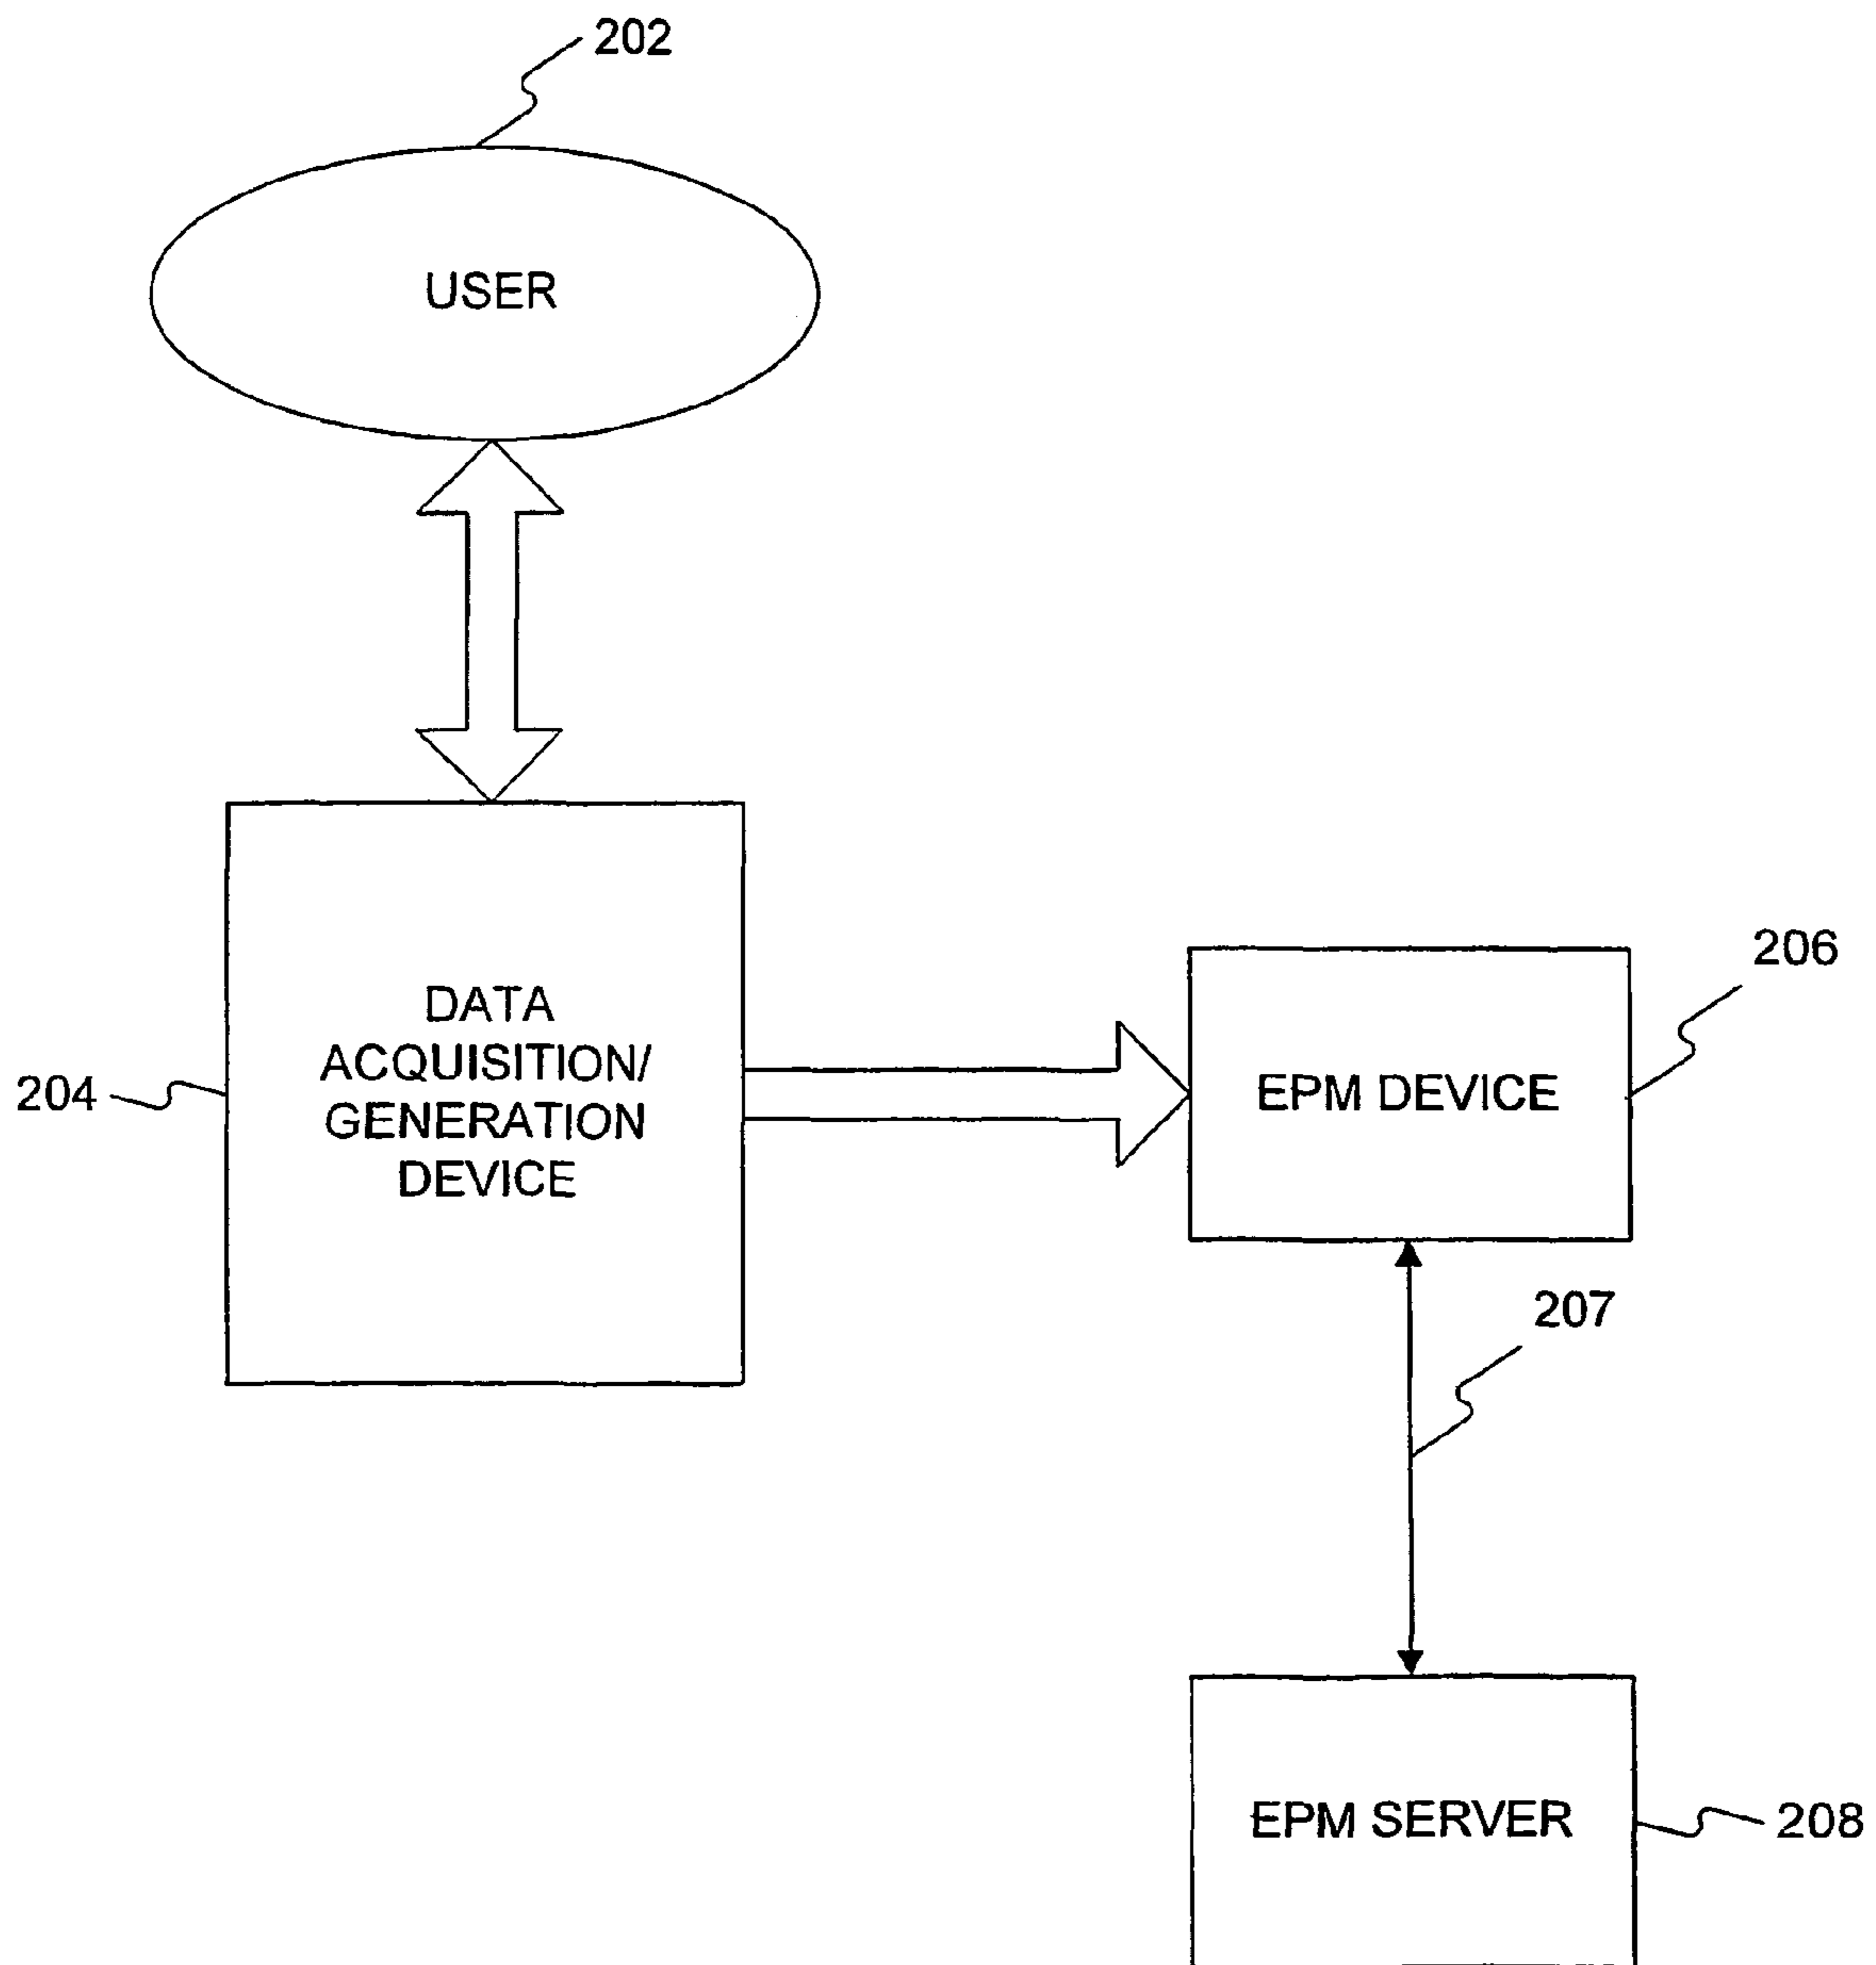 202
USER
DATA
ACQUISITION/
GENERATION
DEVICE
204
EPM DEVICE
206
207
EPM SERVER
208